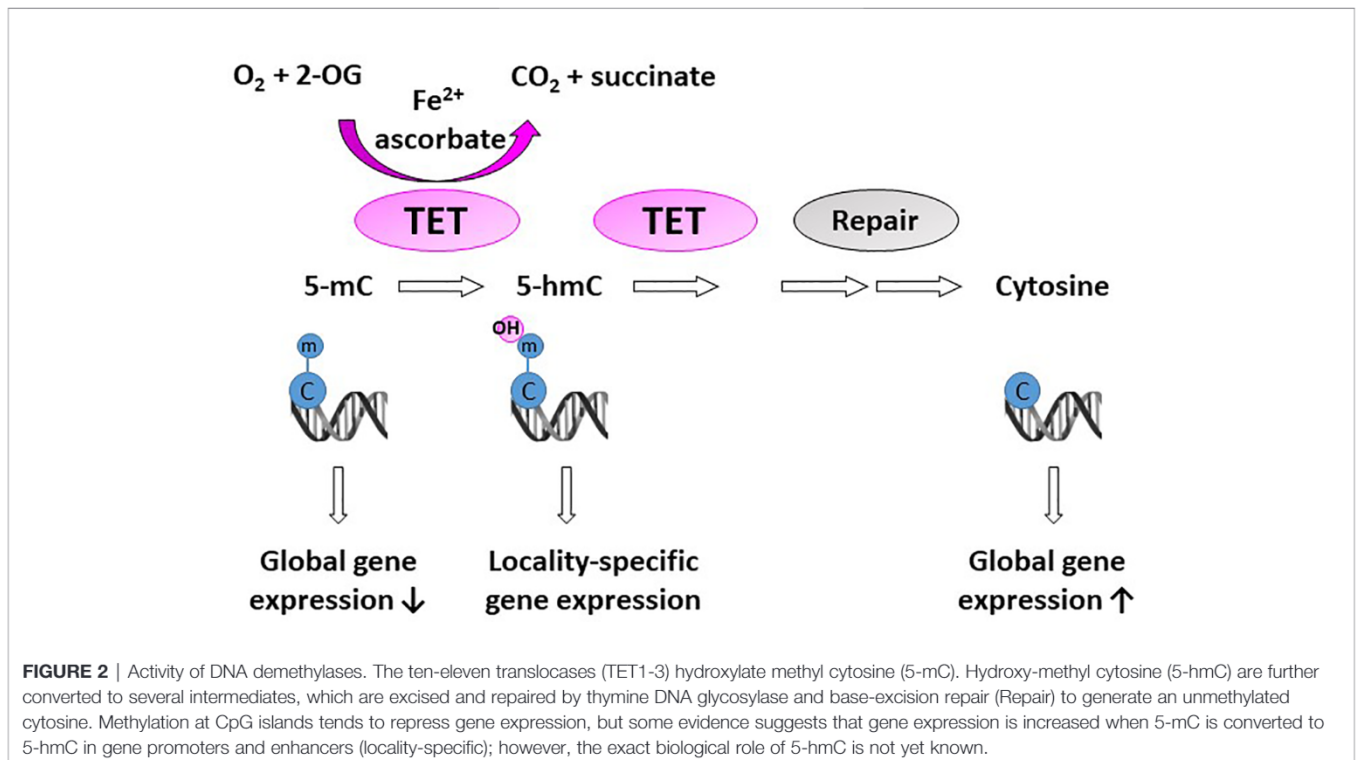 O₂ + 2-OG
CO₂ + succinate
Fe²⁺
ascorbate
TET
TET
Repair
5-mC
5-hmC
Cytosine
OH
m
m
C
C
C
Global gene
expression ↓
Locality-specific
gene expression
Global gene
expression ↑
FIGURE 2 | Activity of DNA demethylases. The ten-eleven translocases (TET1-3) hydroxylate methyl cytosine (5-mC). Hydroxy-methyl cytosine (5-hmC) are further
converted to several intermediates, which are excised and repaired by thymine DNA glycosylase and base-excision repair (Repair) to generate an unmethylated
cytosine. Methylation at CpG islands tends to repress gene expression, but some evidence suggests that gene expression is increased when 5-mC is converted to
5-hmC in gene promoters and enhancers (locality-specific); however, the exact biological role of 5-hmC is not yet known.